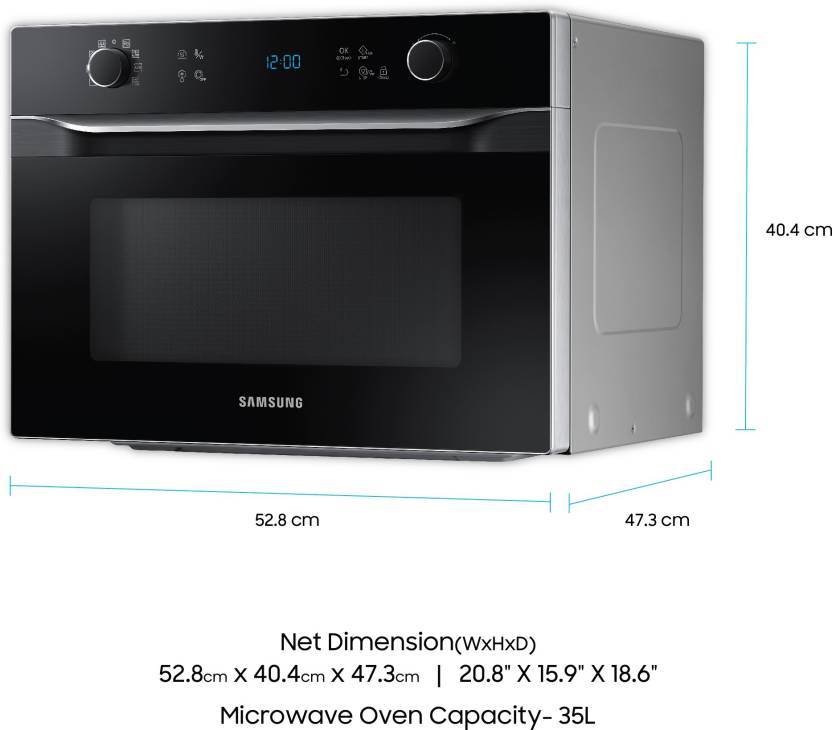 OK
12:00
SAMSUNG
40.4 cm
52.8 cm
47.3 cm
Net Dimension(WxHxD)
52.8cm x 40.4cm x 47.3cm | 20.8" X 15.9" X 18.6"
Microwave Oven Capacity- 35L